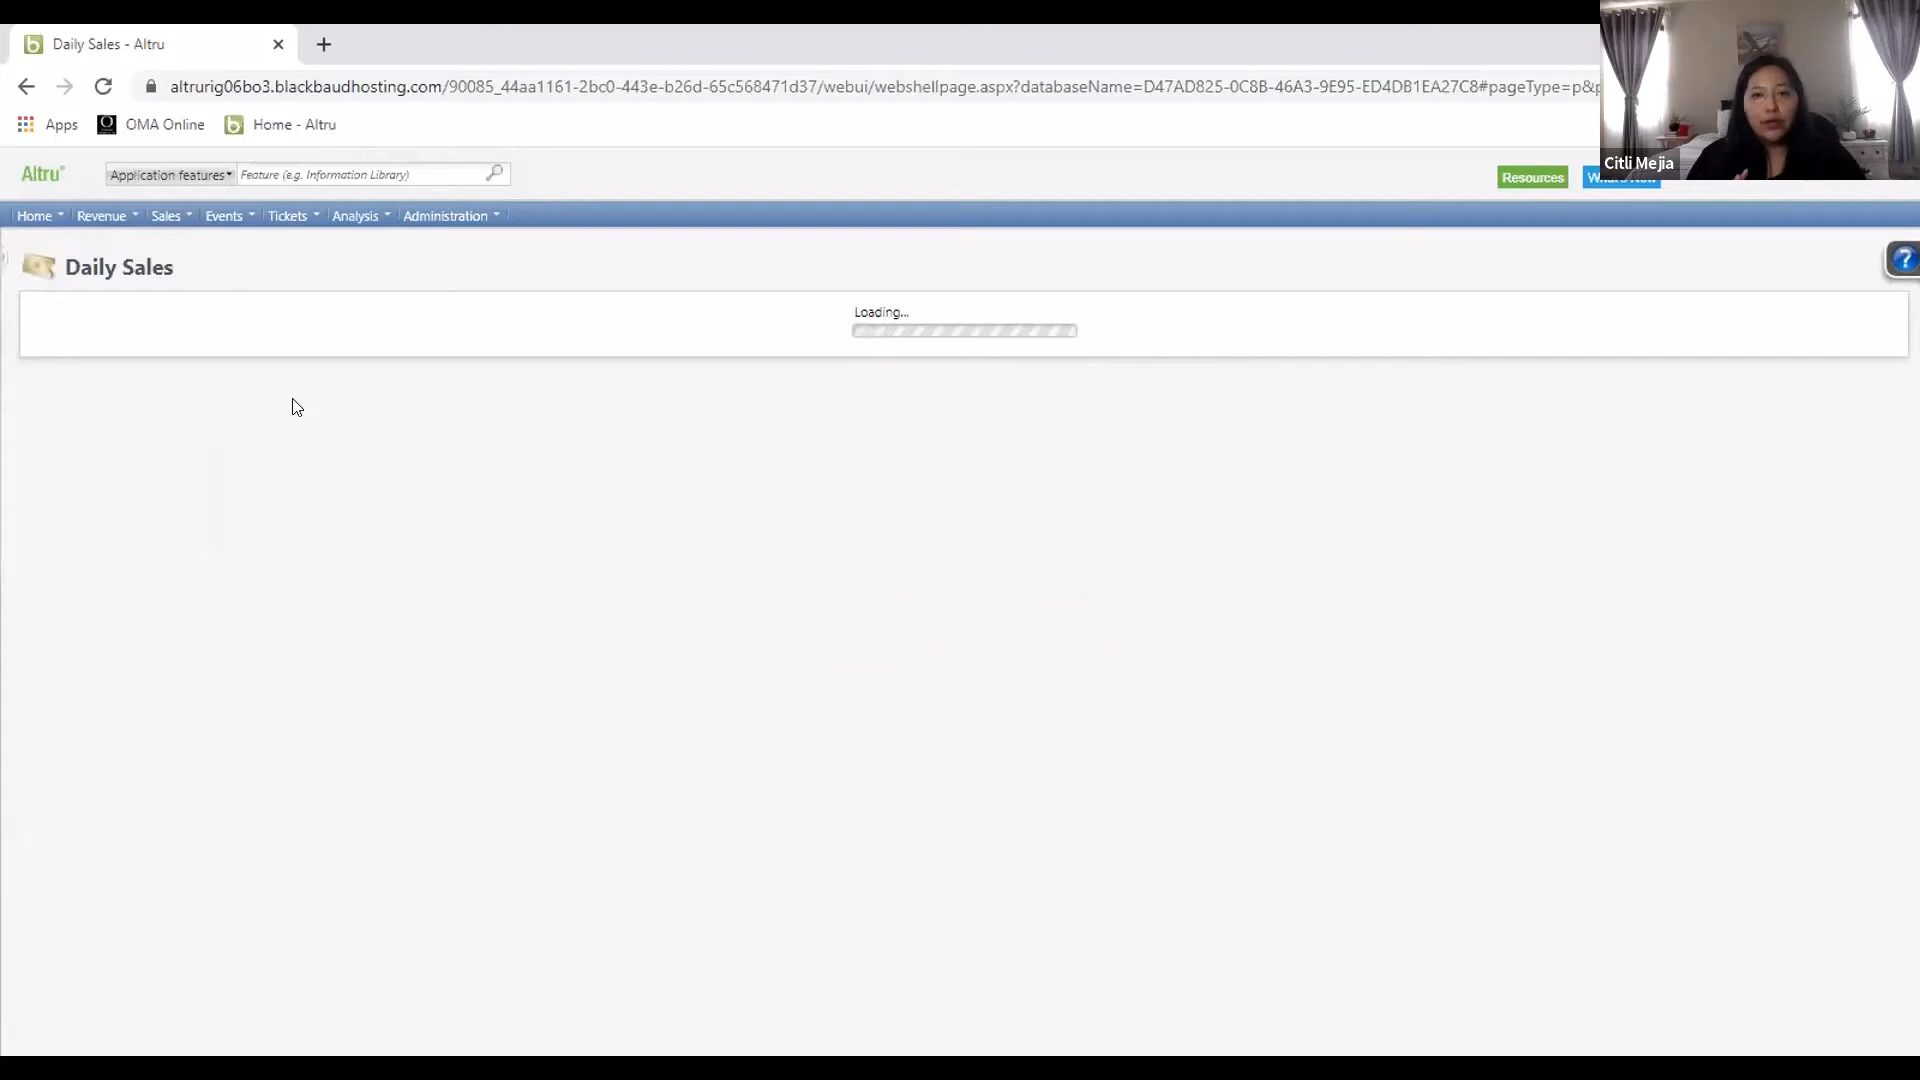 Daily Sales - Altru
altrurig06bo3.blackbaudhosting.com/90085_44aa1161-2bc0-443e-b26d-65c568471d37/webui/webshellpage.aspx?databaseName=D47AD825-0C8B-46A3-9E95-ED4DB1EA27C8#pageType=p&p
Apps OMA Online Home - Altru
Altru Application features Feature (e.g. Information Library) Resources
Citli Mejia
Home Revenue Sales Events Tickets Analysis Administration
Daily Sales
?
Loading...